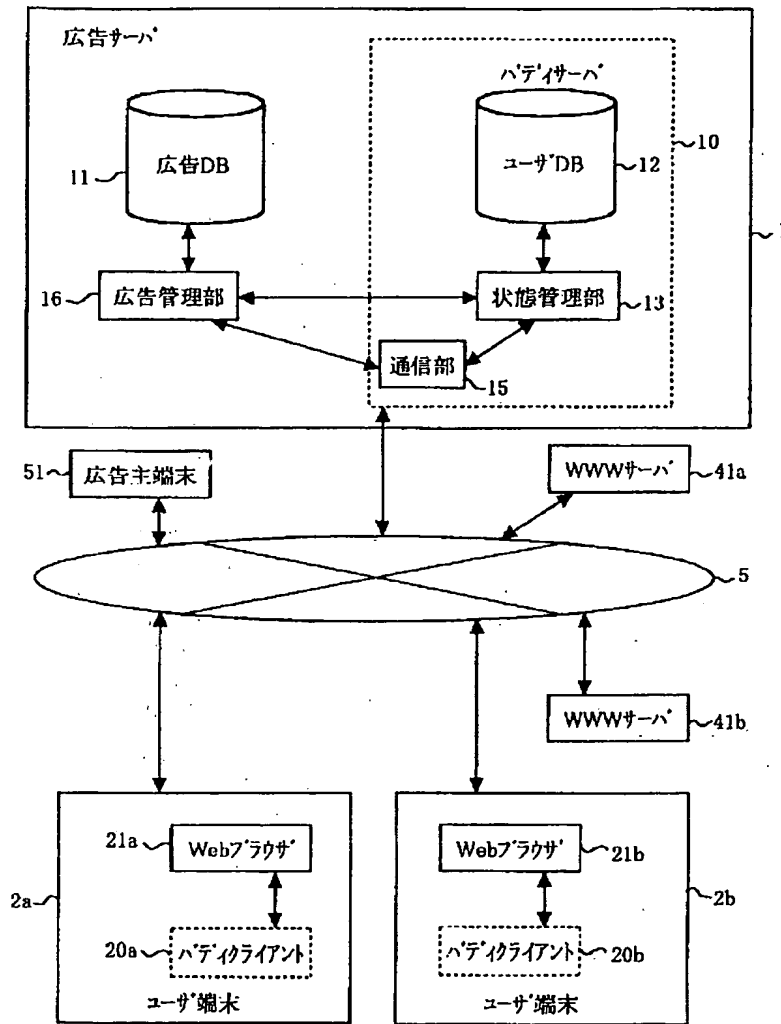 広告サーバ
バディサーバ
10
広告DB
11
ユーザDB
12
広告管理部
16
状態管理部
13
通信部
15
51
広告主端末
WWWサーバ
41a
5
WWWサーバ
41b
21a
Webブラウザ
Webブラウザ
21b
2a
2b
20a
バディクライアント
バディクライアント
20b
ユーザ端末
ユーザ端末